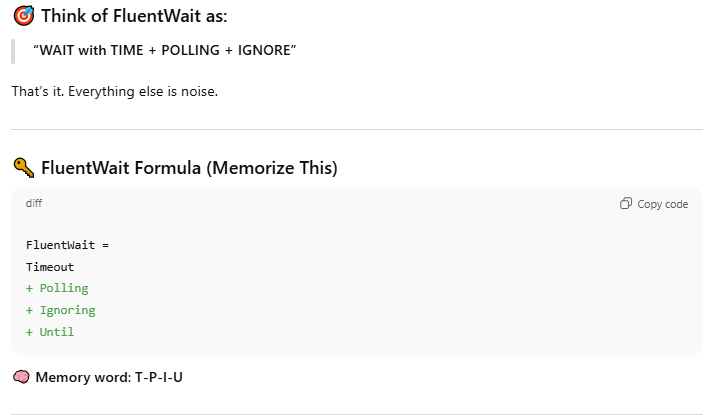 🎯 Think of FluentWait as:
“WAIT with TIME + POLLING + IGNORE”
That’s it. Everything else is noise.
🔑 FluentWait Formula (Memorize This)
diff
Copy code
FluentWait =
Timeout
+ Polling
+ Ignoring
+ Until
🧠 Memory word: T-P-I-U